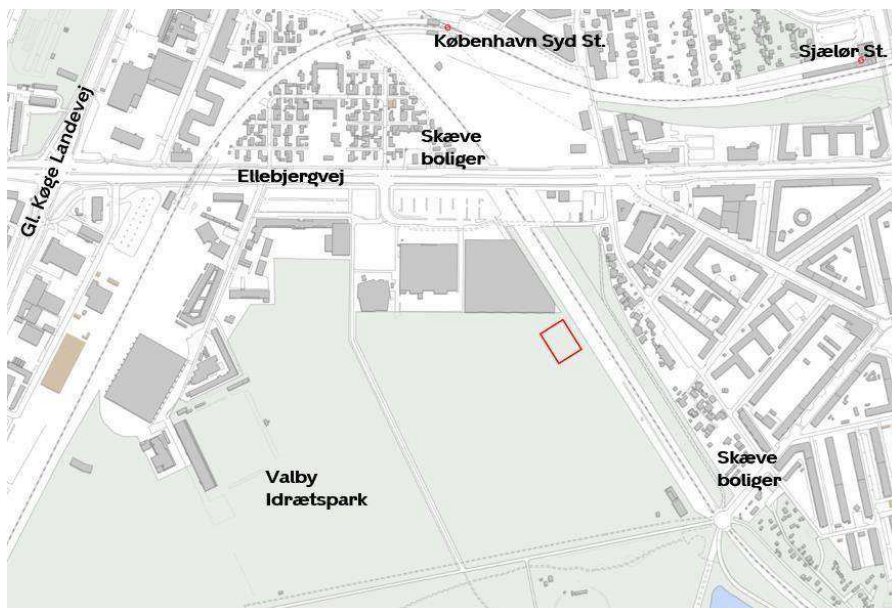 København Syd St.
Sjælør St.
Skæve
boliger
Ellebjergvej
Gl. Køge Landevej
Valby
Idrætspark
Skæve
boliger